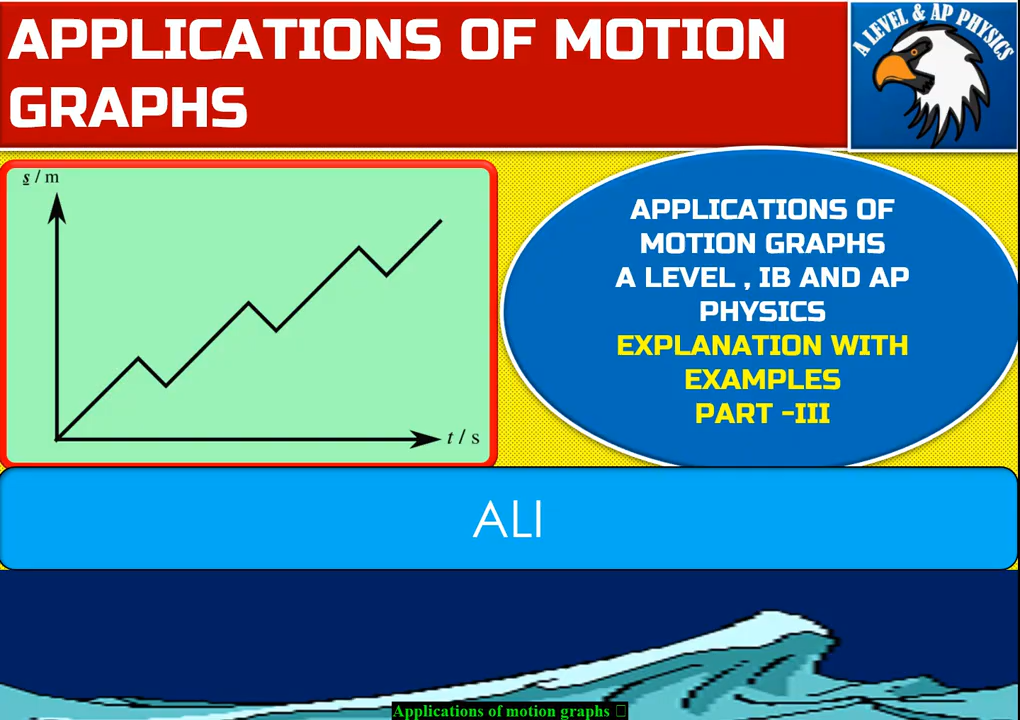 APPLICATIONS OF MOTION
GRAPHS
A LEVEL & AP PHYSICS
s / m
t / s
APPLICATIONS OF
MOTION GRAPHS
A LEVEL , IB AND AP
PHYSICS
EXPLANATION WITH
EXAMPLES
PART -III
ALI
Applications of motion graphs